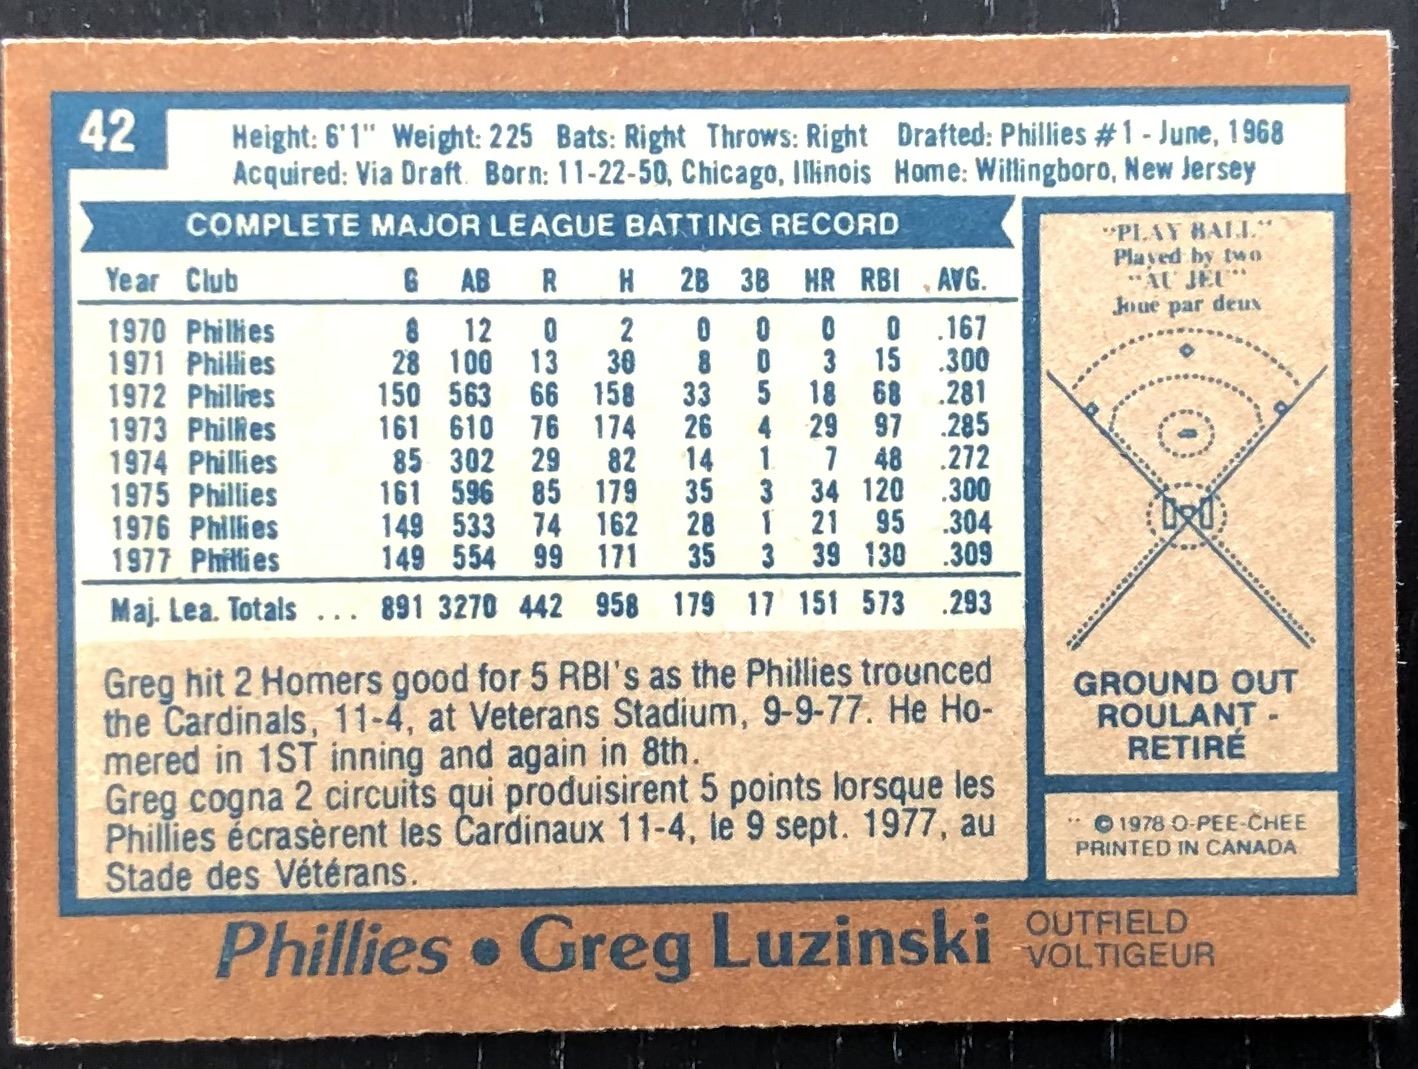 42
Height: 6'1" Weight: 225 Bats: Right Throws: Right Drafted: Phillies #1 - June, 1968
Acquired: Via Draft Born: 11-22-50, Chicago, Illinois Home: Willingboro, New Jersey
COMPLETE MAJOR LEAGUE BATTING RECORD
Year Club G AB R H 2B 3B HR RBI AVG.
1970 Phillies 8 12 0 2 0 0 0 0 .167
1971 Phillies 28 100 13 30 8 0 3 15 .300
1972 Phillies 150 563 66 158 33 5 18 68 .281
1973 Phillies 161 610 76 174 26 4 29 97 .285
1974 Phillies 85 302 29 82 14 1 7 48 .272
1975 Phillies 161 596 85 179 35 3 34 120 .300
1976 Phillies 149 533 74 162 28 1 21 95 .304
1977 Phillies 149 554 99 171 35 3 39 130 .309
Maj. Lea. Totals ... 891 3270 442 958 179 17 151 573 .293
Greg hit 2 Homers good for 5 RBI's as the Phillies trounced
the Cardinals, 11-4, at Veterans Stadium, 9-9-77. He Ho-
mered in 1ST inning and again in 8th.
Greg cogna 2 circuits qui produisirent 5 points lorsque les
Phillies écrasèrent les Cardinaux 11-4, le 9 sept. 1977, au
Stade des Vétérans.
"PLAY BALL"
Played by two
"AU JEU"
Joué par deux
GROUND OUT
ROULANT -
RETIRÉ
© 1978 O-PEE-CHEE
PRINTED IN CANADA
Phillies • Greg Luzinski
OUTFIELD
VOLTIGEUR